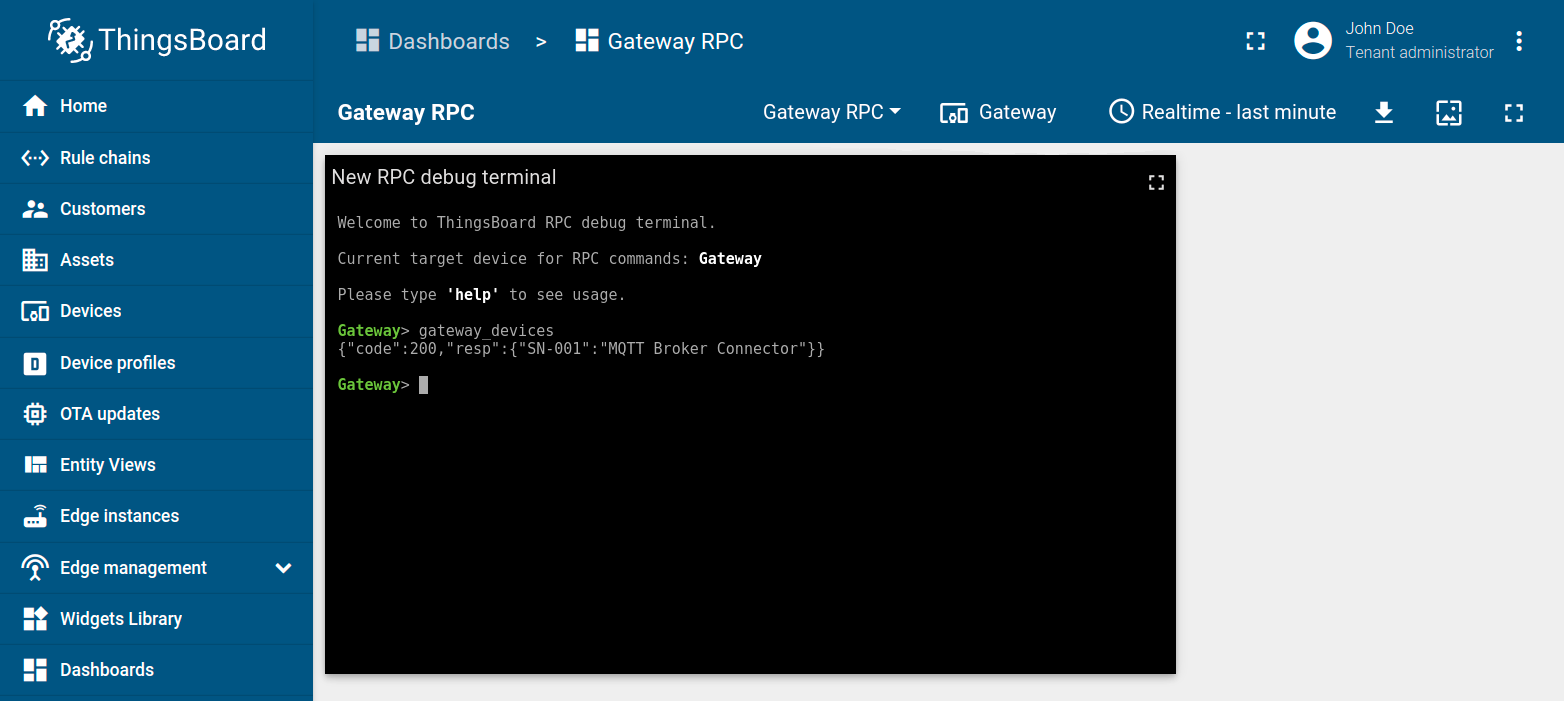 ThingsBoard
Dashboards > Gateway RPC
John Doe
Tenant administrator
Home
Rule chains
Customers
Assets
Devices
D Device profiles
OTA updates
Entity Views
Edge instances
Edge management
Widgets Library
Dashboards
Gateway RPC
Gateway RPC
Gateway
Realtime - last minute
New RPC debug terminal
Welcome to ThingsBoard RPC debug terminal.
Current target device for RPC commands: Gateway
Please type 'help' to see usage.
Gateway> gateway_devices
{"code":200,"resp":{"SN-001":"MQTT Broker Connector"}}
Gateway>